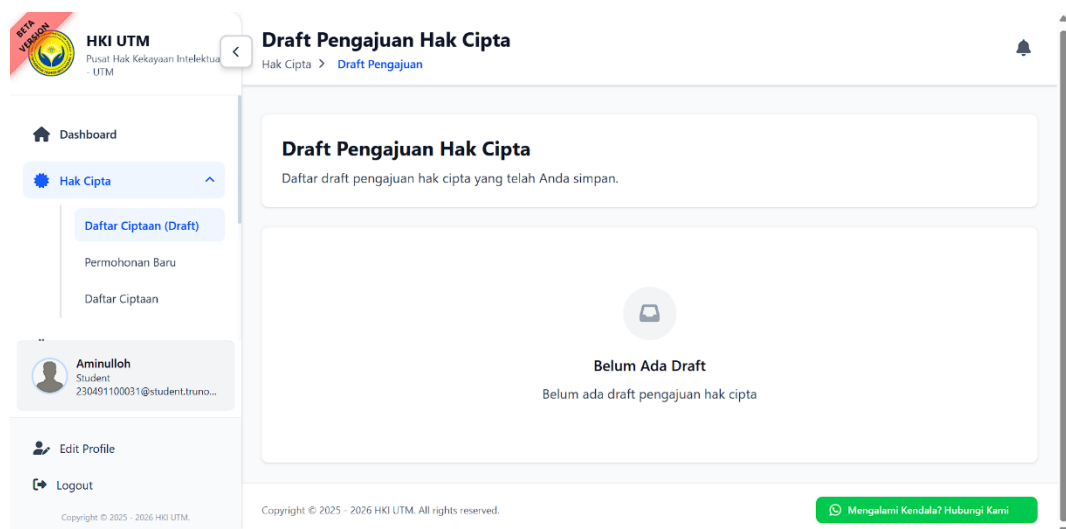 BETA
VERSION
HKI UTM
Pusat Hak Kekayaan Intelektua
- UTM
Draft Pengajuan Hak Cipta
Hak Cipta > Draft Pengajuan
Dashboard
Hak Cipta
Daftar Ciptaan (Draft)
Permohonan Baru
Daftar Ciptaan
Aminulloh
Student
230491100031@student.truno...
Edit Profile
Logout
Copyright © 2025 - 2026 HKI UTM.
Draft Pengajuan Hak Cipta
Daftar draft pengajuan hak cipta yang telah Anda simpan.
Belum Ada Draft
Belum ada draft pengajuan hak cipta
Copyright © 2025 - 2026 HKI UTM. All rights reserved.
Mengalami Kendala? Hubungi Kami